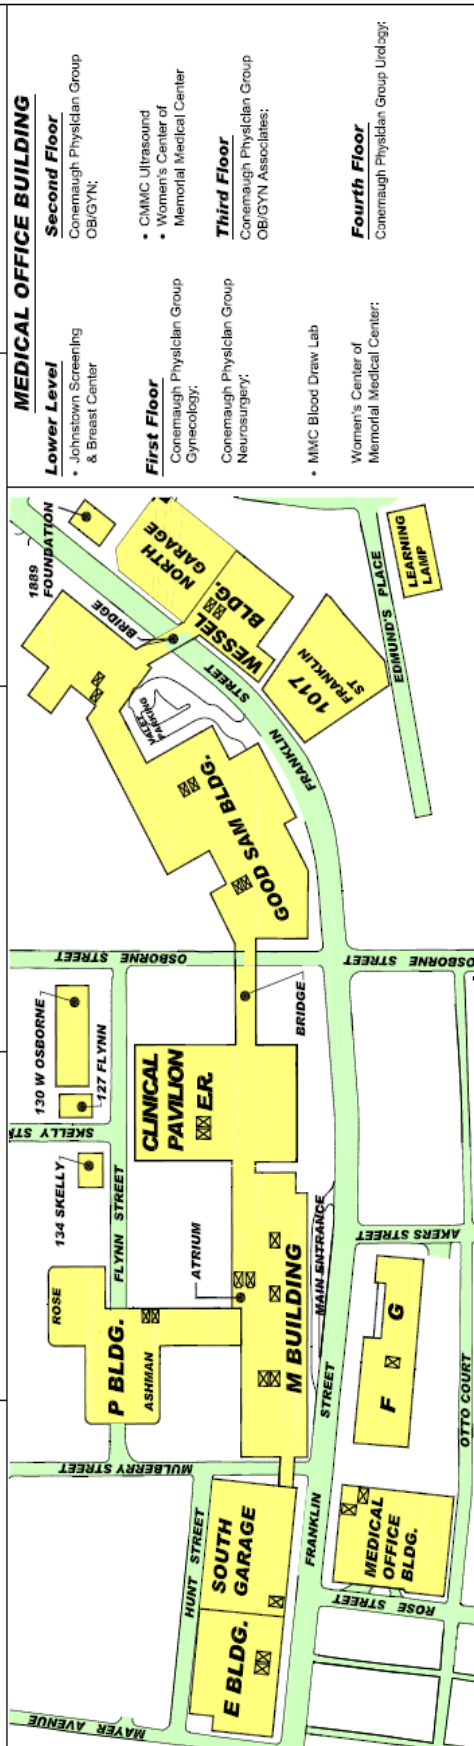 MEDICAL OFFICE BUILDING
Lower Level
• Johnstown Screening
& Breast Center
First Floor
Conemaugh Physician Group
Gynecology;
Conemaugh Physician Group
Neurosurgery;
• MMC Blood Draw Lab
Women's Center of
Memorial Medical Center;
Second Floor
Conemaugh Physician Group
OB/GYN;
• CMMC Ultrasound
• Women's Center of
Memorial Medical Center
Third Floor
Conemaugh Physician Group
OB/GYN Associates;
Fourth Floor
Conemaugh Physician Group Urology;
1889
FOUNDATION
NORTH
GARAGE
BRIDGE
WESSEL
BLDG.
VALET
PARKING
STREET
FRANKLIN
1017
FRANKLIN
ST
EDMUND'S PLACE
LEARNING
LAMP
GOOD SAM BLDG.
OSBORNE STREET
OSBORNE STREET
130 W OSBORNE
127 FLYNN
BRIDGE
CLINICAL
PAVILION
E.R.
SKELLY ST
134 SKELLY
FLYNN STREET
ATRIUM
ROSE
P BLDG.
ASHMAN
M BUILDING
MAIN ENTRANCE
AKERS STREET
F G
STREET
FRANKLIN
OTTO COURT
MULBERRY STREET
HUNT STREET
SOUTH
GARAGE
E BLDG.
MEDICAL
OFFICE
BLDG.
ROSE STREET
MAYER AVENUE